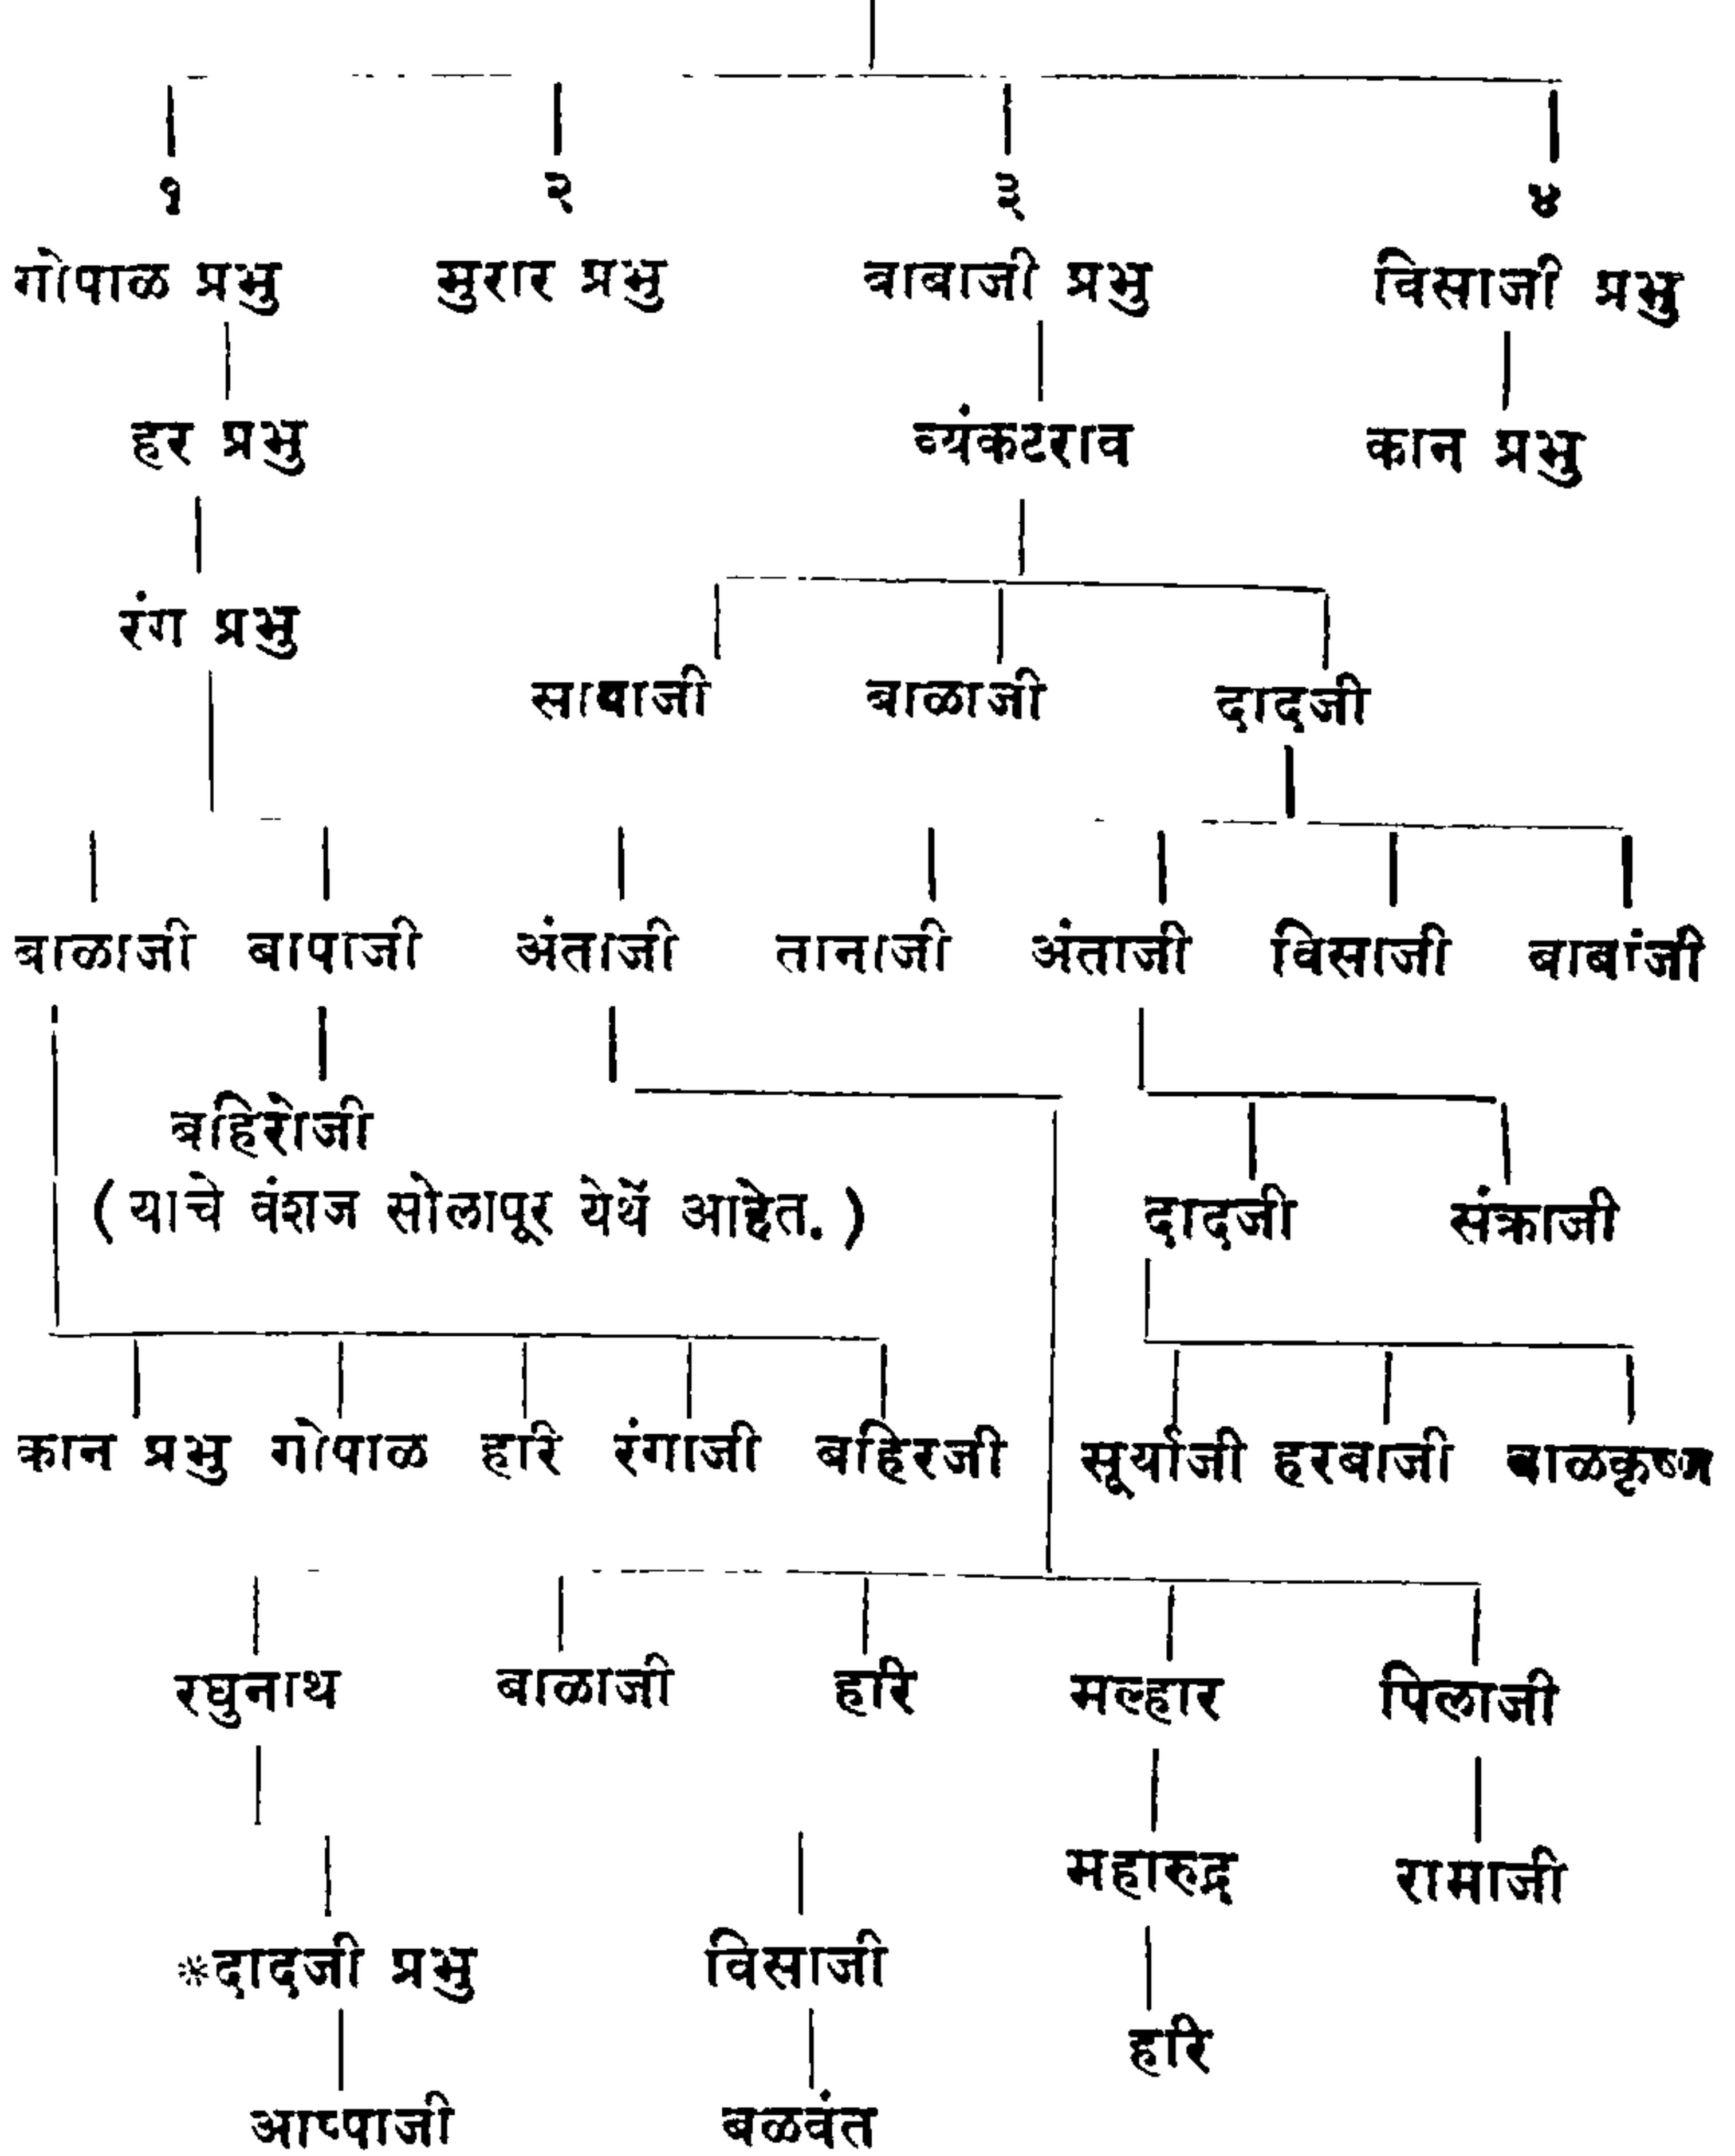 १ २ ३ ४
गोपाळ प्रभु मुरार प्रभु बाबाजी प्रभु विसाजी प्रभु
हर प्रभु व्यंकटराव कान प्रभु
रंग प्रभु
बाळाजी दादजी
बाळाजी बापाजी अंताजी तानाजी अंताजी विसाजी बाबाजी
बहिरोजी
( याचे वंशज सोलापूर येथें आहेत. ) दादजी संक्राजी
कान प्रभु गोपाळ हरि रंगाजी बहिरजी सूर्याजी हरबाजी बाळकृष्ण
रघुनाथ बाळाजी हरि मल्हार पिलाजी
महारुद्र रामाजी
*दादजी प्रभु विसाजी
हरि
आप्पाजी बळवंत